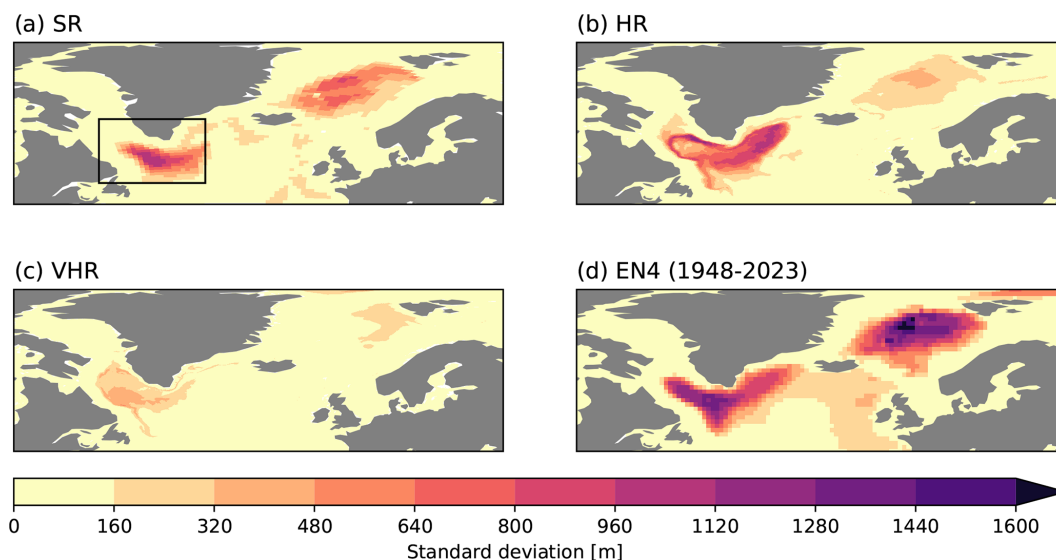 (a) SR
(b) HR
(c) VHR
(d) EN4 (1948-2023)
0 160 320 480 640 800 960 1120 1280 1440 1600
Standard deviation [m]